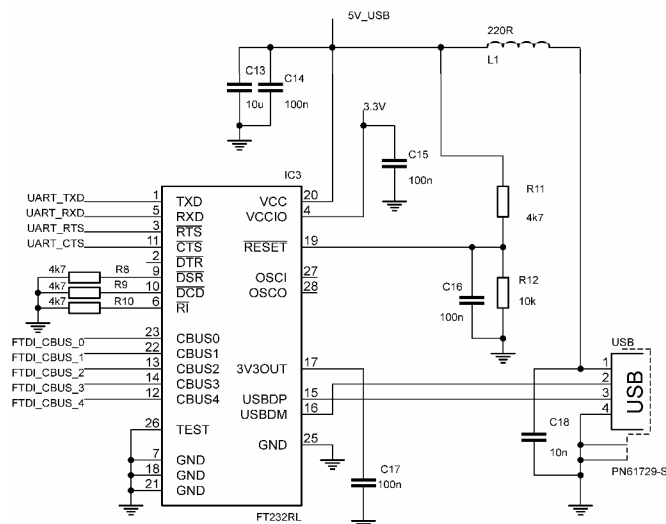 5V_USB
220R
L1
C13
10u
C14
100n
3.3V
C15
100n
IC3
UART_TXD 1 TXD VCC 20
UART_RXD 5 RXD VCCIO 4
UART_RTS 3 RTS
UART_CTS 11 CTS RESET 19
2 DTR
4k7 R8 9 DSR OSCI 27
4k7 R9 10 DCD OSCO 28
4k7 R10 6 RI
R11
4k7
C16
100n
R12
10k
FTDI_CBUS_0 23 CBUS0
FTDI_CBUS_1 22 CBUS1
FTDI_CBUS_2 13 CBUS2 3V3OUT 17
FTDI_CBUS_3 14 CBUS3
FTDI_CBUS_4 12 CBUS4 USBDP 15
USBDM 16
26 TEST
GND 25
7 GND
18 GND
21 GND
FT232RL
C17
100n
C18
10n
USB
1
2
3
4
USB
PN61729-S